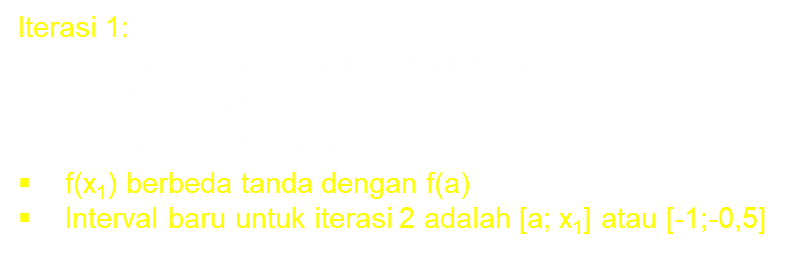 Iterasi 1:
▪ f(x₁) berbeda tanda dengan f(a)
▪ Interval baru untuk iterasi 2 adalah [a; x₁] atau [-1;-0,5]